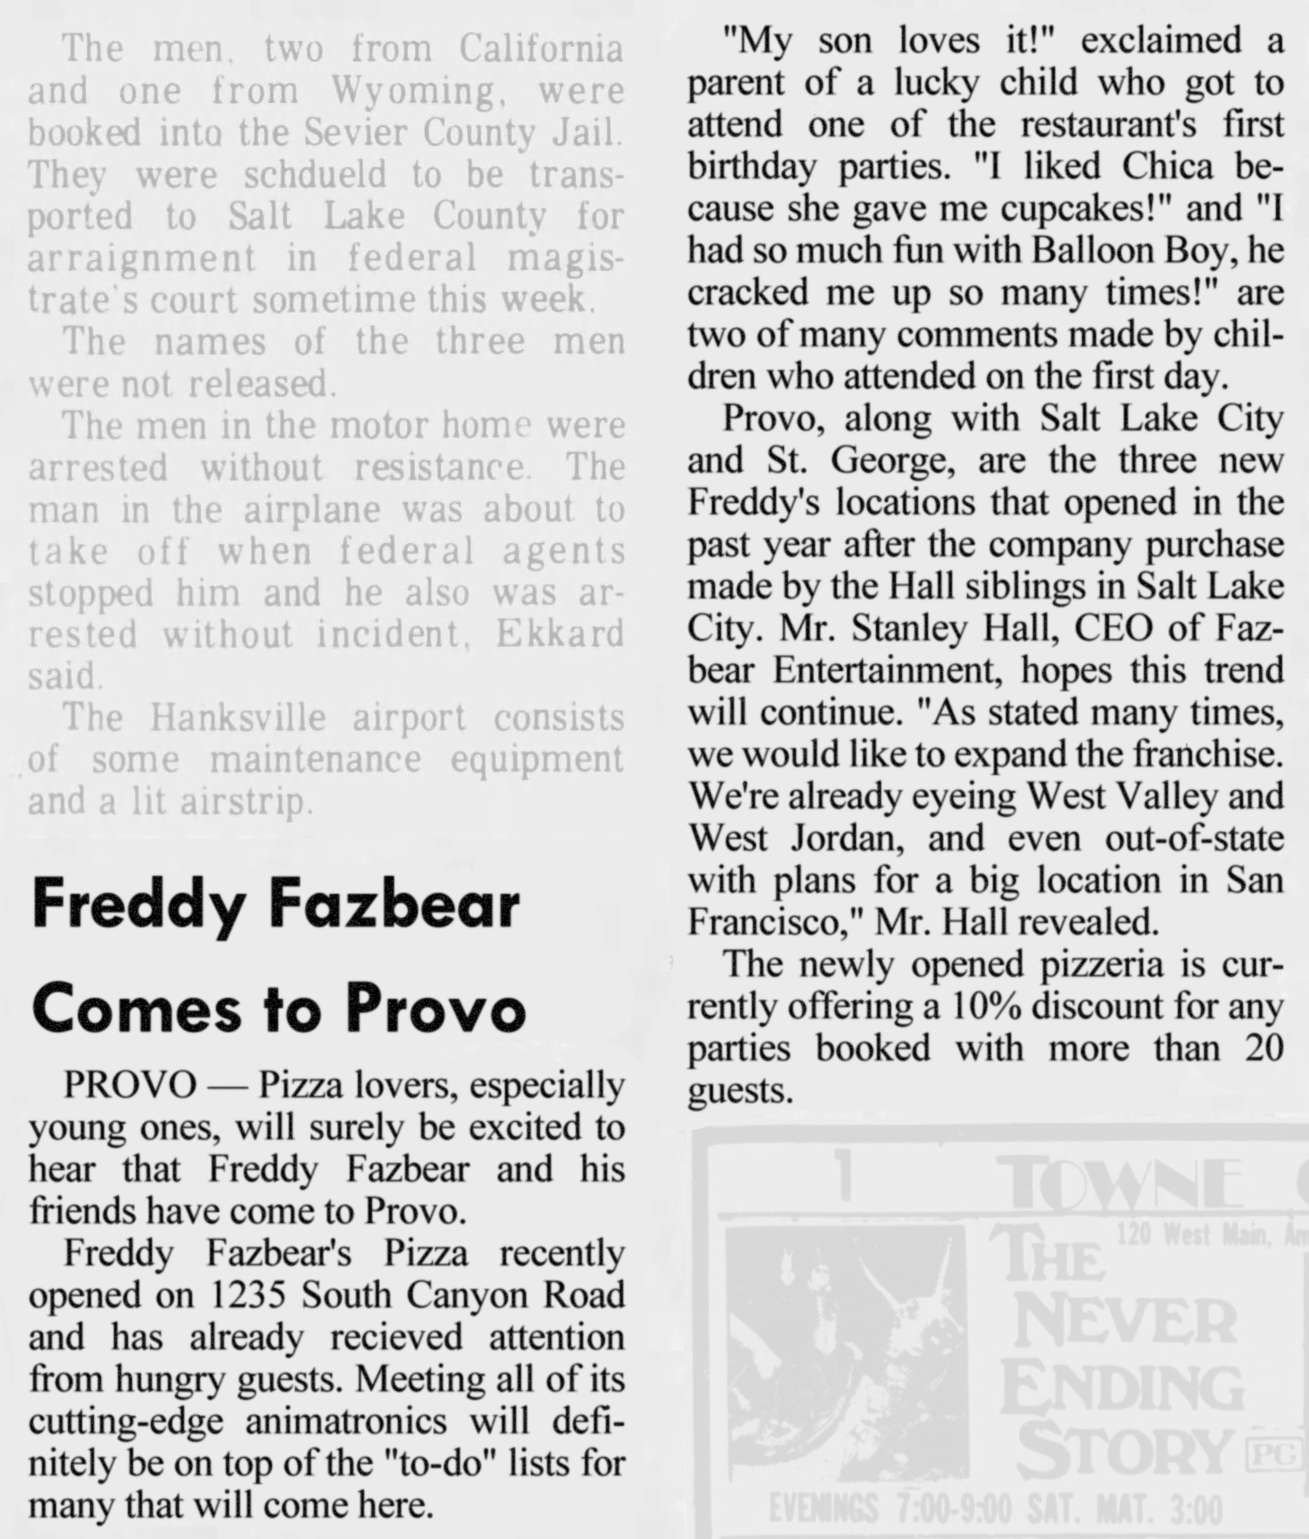 The men, two from California
and one from Wyoming, were
booked into the Sevier County Jail.
They were schdueld to be trans-
ported to Salt Lake County for
arraignment in federal magis-
trate's court sometime this week.
The names of the three men
were not released.
The men in the motor home were
arrested without resistance. The
man in the airplane was about to
take off when federal agents
stopped him and he also was ar-
rested without incident, Ekkard
said.
The Hanksville airport consists
of some maintenance equipment
and a lit airstrip.
Freddy Fazbear
Comes to Provo
PROVO — Pizza lovers, especially
young ones, will surely be excited to
hear that Freddy Fazbear and his
friends have come to Provo.
Freddy Fazbear's Pizza recently
opened on 1235 South Canyon Road
and has already recieved attention
from hungry guests. Meeting all of its
cutting-edge animatronics will defi-
nitely be on top of the "to-do" lists for
many that will come here.
"My son loves it!" exclaimed a
parent of a lucky child who got to
attend one of the restaurant's first
birthday parties. "I liked Chica be-
cause she gave me cupcakes!" and "I
had so much fun with Balloon Boy, he
cracked me up so many times!" are
two of many comments made by chil-
dren who attended on the first day.
Provo, along with Salt Lake City
and St. George, are the three new
Freddy's locations that opened in the
past year after the company purchase
made by the Hall siblings in Salt Lake
City. Mr. Stanley Hall, CEO of Faz-
bear Entertainment, hopes this trend
will continue. "As stated many times,
we would like to expand the franchise.
We're already eyeing West Valley and
West Jordan, and even out-of-state
with plans for a big location in San
Francisco," Mr. Hall revealed.
The newly opened pizzeria is cur-
rently offering a 10% discount for any
parties booked with more than 20
guests.
1 TOWNE
120 West Main,
THE
NEVER
ENDING
STORY PG
EVENINGS 7:00-9:00 SAT. MAT. 3:00